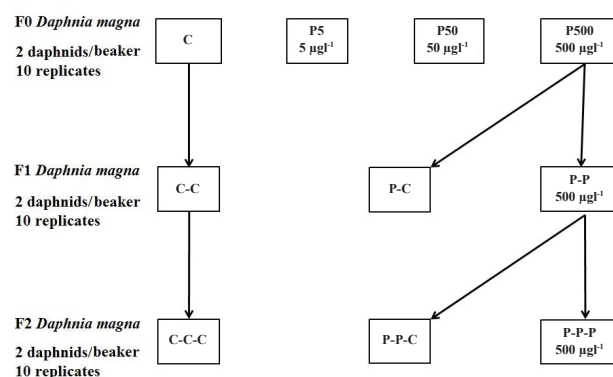 F0 Daphnia magna
2 daphnids/beaker
10 replicates
C
P5
5 µgl⁻¹
P50
50 µgl⁻¹
P500
500 µgl⁻¹
F1 Daphnia magna
2 daphnids/beaker
10 replicates
C-C
P-C
P-P
500 µgl⁻¹
F2 Daphnia magna
2 daphnids/beaker
10 replicates
C-C-C
P-P-C
P-P-P
500 µgl⁻¹